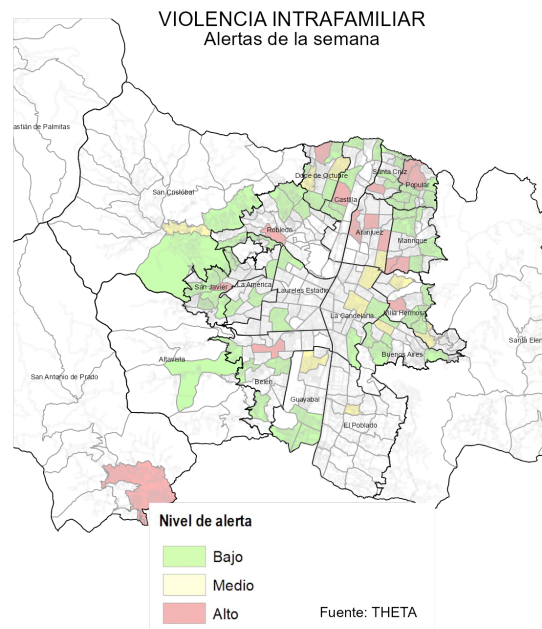 VIOLENCIA INTRAFAMILIAR
Alertas de la semana
astián de Palmitas
San Cristóbal
Doce de Octubre
Santa Cruz
Popular
Castilla
Robledo
Aranjuez
Manrique
San Javier
La América
Laureles Estadio
La Candelaria
Villa Hermosa
Santa Elen
Buenos Aires
Altavista
San Antonio de Prado
Belén
Guayabal
El Poblado
Nivel de alerta
Bajo
Medio
Alto
Fuente: THETA